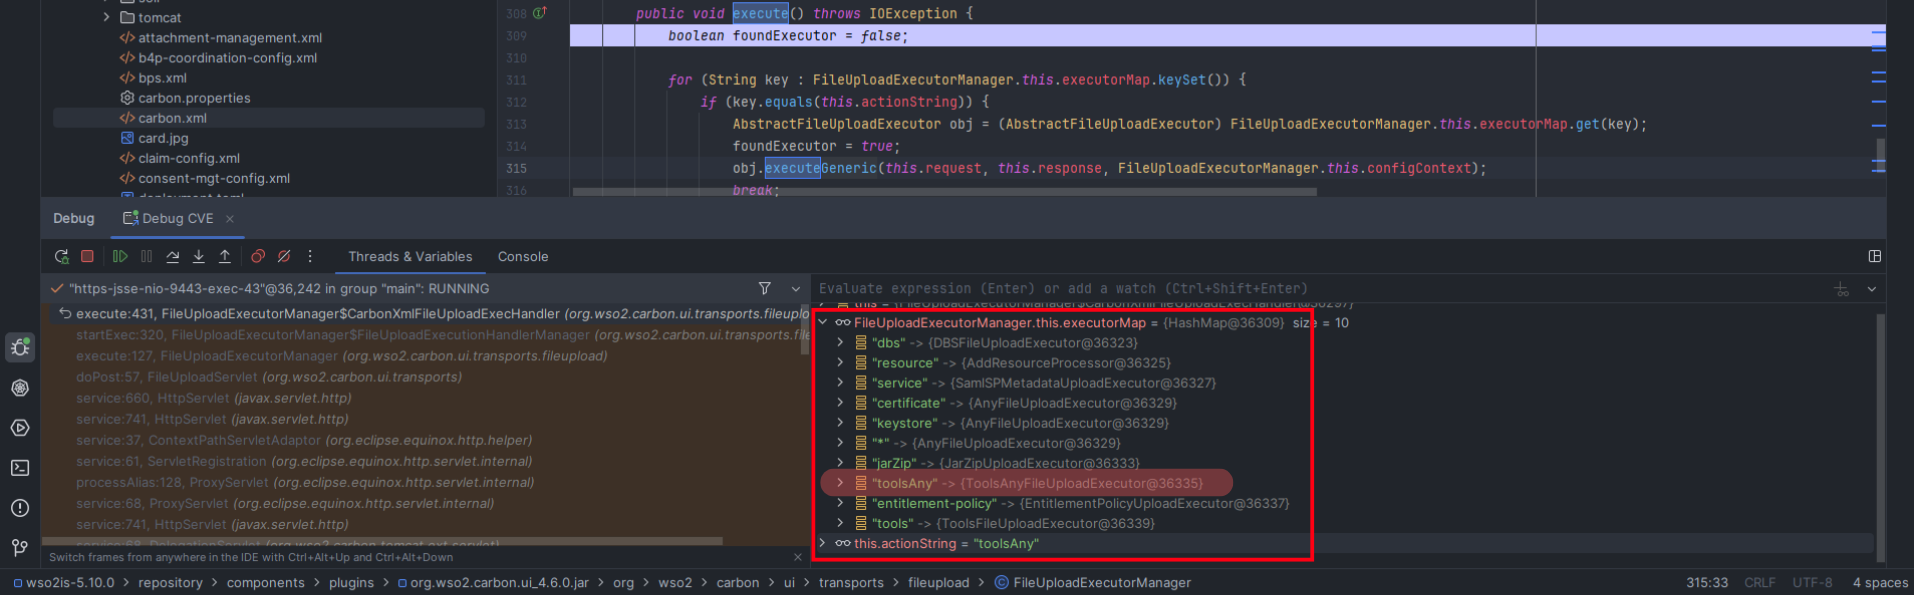 tomcat
attachment-management.xml
b4p-coordination-config.xml
bps.xml
carbon.properties
carbon.xml
card.jpg
claim-config.xml
consent-mgt-config.xml
308 public void execute() throws IOException {
309 boolean foundExecutor = false;
310
311 for (String key : FileUploadExecutorManager.this.executorMap.keySet()) {
312 if (key.equals(this.actionString)) {
313 AbstractFileUploadExecutor obj = (AbstractFileUploadExecutor) FileUploadExecutorManager.this.executorMap.get(key);
314 foundExecutor = true;
315 obj.executeGeneric(this.request, this.response, FileUploadExecutorManager.this.configContext);
316 break;
Debug Debug CVE
Threads & Variables Console
"https-jsse-nio-9443-exec-43"@36,242 in group "main": RUNNING
execute:431, FileUploadExecutorManager$CarbonXmlFileUploadExecHandler (org.wso2.carbon.ui.transports.fileuplo
startExec:320, FileUploadExecutorManager$FileUploadExecutionHandlerManager (org.wso2.carbon.ui.transports.fi
execute:127, FileUploadExecutorManager (org.wso2.carbon.ui.transports.fileupload)
doPost:57, FileUploadServlet (org.wso2.carbon.ui.transports)
service:660, HttpServlet (javax.servlet.http)
service:741, HttpServlet (javax.servlet.http)
service:37, ContextPathServletAdaptor (org.eclipse.equinox.http.helper)
service:61, ServletRegistration (org.eclipse.equinox.http.servlet.internal)
processAlias:128, ProxyServlet (org.eclipse.equinox.http.servlet.internal)
service:68, ProxyServlet (org.eclipse.equinox.http.servlet.internal)
service:741, HttpServlet (javax.servlet.http)
service:68, DelegationServlet (org.wso2.carbon.tomcat.ext.servlet)
Switch frames from anywhere in the IDE with Ctrl+Alt+Up and Ctrl+Alt+Down
Evaluate expression (Enter) or add a watch (Ctrl+Shift+Enter)
this = {FileUploadExecutorManager$CarbonXmlFileUploadExecHandler@36297}
FileUploadExecutorManager.this.executorMap = {HashMap@36309} size = 10
"dbs" -> {DBSFileUploadExecutor@36323}
"resource" -> {AddResourceProcessor@36325}
"service" -> {SamlSPMetadataUploadExecutor@36327}
"certificate" -> {AnyFileUploadExecutor@36329}
"keystore" -> {AnyFileUploadExecutor@36329}
"*" -> {AnyFileUploadExecutor@36329}
"jarZip" -> {JarZipUploadExecutor@36333}
"toolsAny" -> {ToolsAnyFileUploadExecutor@36335}
"entitlement-policy" -> {EntitlementPolicyUploadExecutor@36337}
"tools" -> {ToolsFileUploadExecutor@36339}
this.actionString = "toolsAny"
wso2is-5.10.0 > repository > components > plugins > org.wso2.carbon.ui_4.6.0.jar > org > wso2 > carbon > ui > transports > fileupload > FileUploadExecutorManager 315:33 CRLF UTF-8 4 spaces